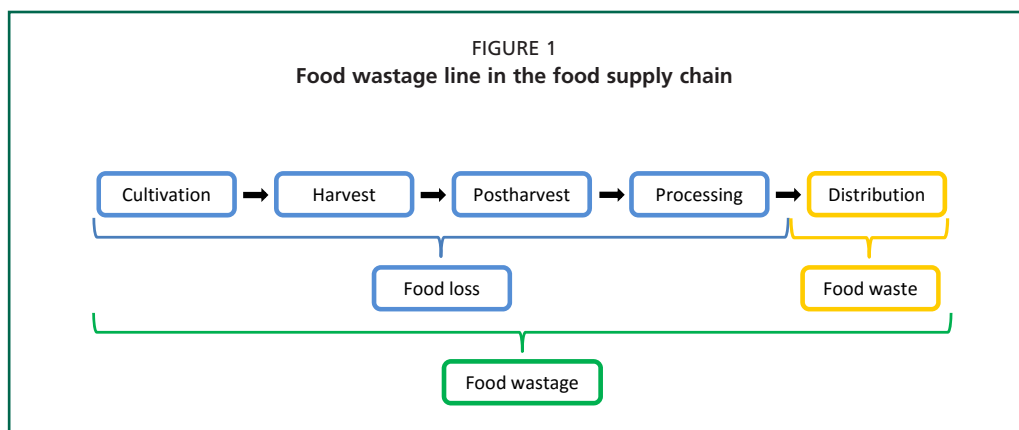 FIGURE 1
Food wastage line in the food supply chain
Cultivation
Harvest
Postharvest
Processing
Distribution
Food loss
Food waste
Food wastage